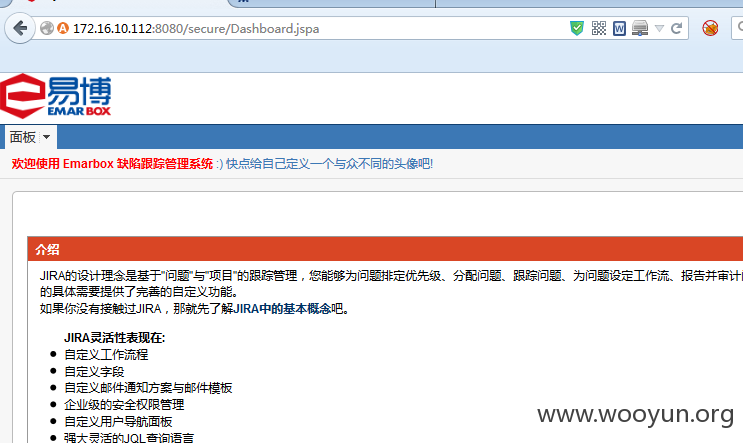 172.16.10.112:8080/secure/Dashboard.jspa
易博
EMARBOX
面板
欢迎使用 Emarbox 缺陷跟踪管理系统 :) 快点给自己定义一个与众不同的头像吧!
介绍
JIRA的设计理念是基于"问题"与"项目"的跟踪管理，您能够为问题排定优先级、分配问题、跟踪问题、为问题设定工作流、报告并审计
的具体需要提供了完善的自定义功能。
如果你没有接触过JIRA，那就先了解JIRA中的基本概念吧。
JIRA灵活性表现在:
自定义工作流程
自定义字段
自定义邮件通知方案与邮件模板
企业级的安全权限管理
自定义用户导航面板
强大灵活的JQL查询语言
www.wooyun.org